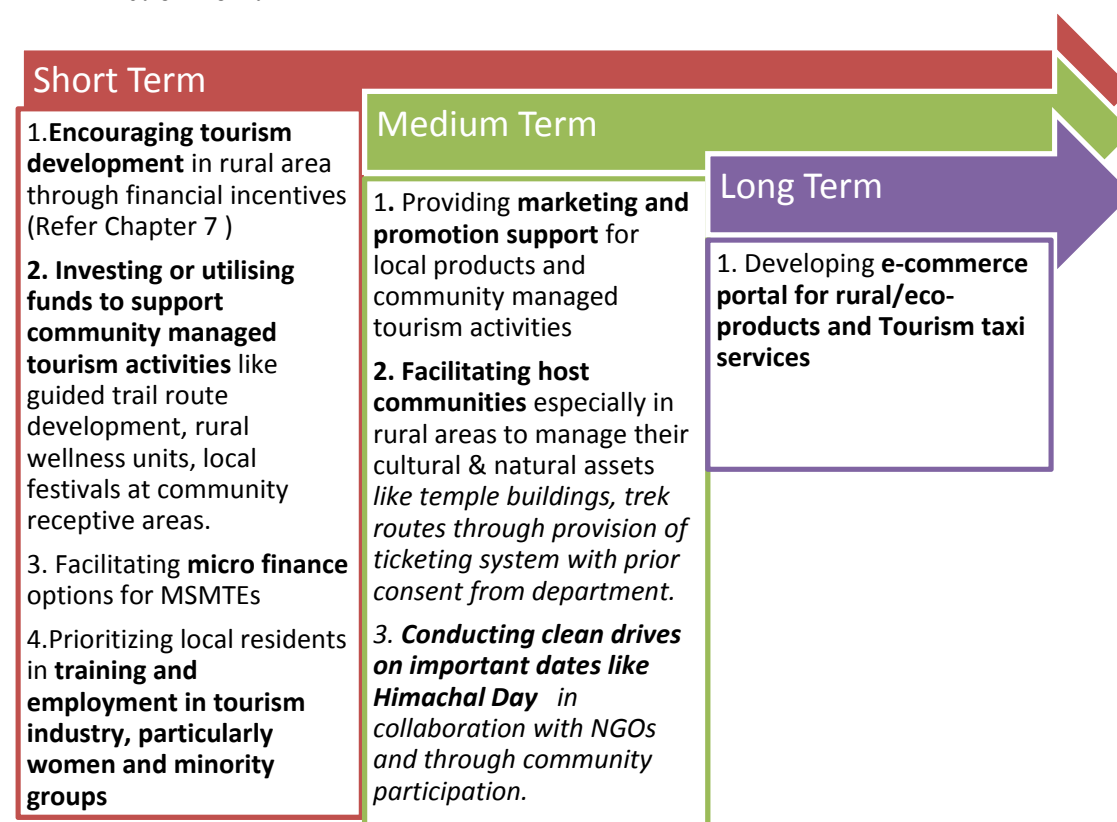 Short Term
1.Encouraging tourism
development in rural area
through financial incentives
(Refer Chapter 7 )
2. Investing or utilising
funds to support
community managed
tourism activities like
guided trail route
development, rural
wellness units, local
festivals at community
receptive areas.
3. Facilitating micro finance
options for MSMTEs
4.Prioritizing local residents
in training and
employment in tourism
industry, particularly
women and minority
groups
Medium Term
1. Providing marketing and
promotion support for
local products and
community managed
tourism activities
2. Facilitating host
communities especially in
rural areas to manage their
cultural & natural assets
like temple buildings, trek
routes through provision of
ticketing system with prior
consent from department.
3. Conducting clean drives
on important dates like
Himachal Day in
collaboration with NGOs
and through community
participation.
Long Term
1. Developing e-commerce
portal for rural/eco-
products and Tourism taxi
services